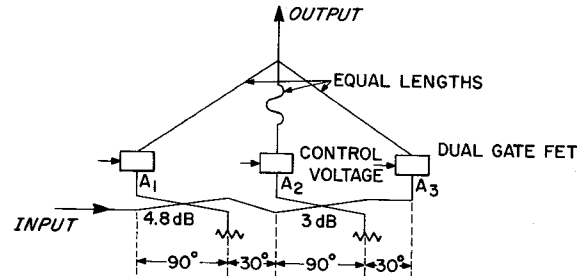 OUTPUT
EQUAL LENGTHS
CONTROL VOLTAGE
DUAL GATE FET
A1
A2
A3
INPUT
4.8 dB
3 dB
90° 30° 90° 30°